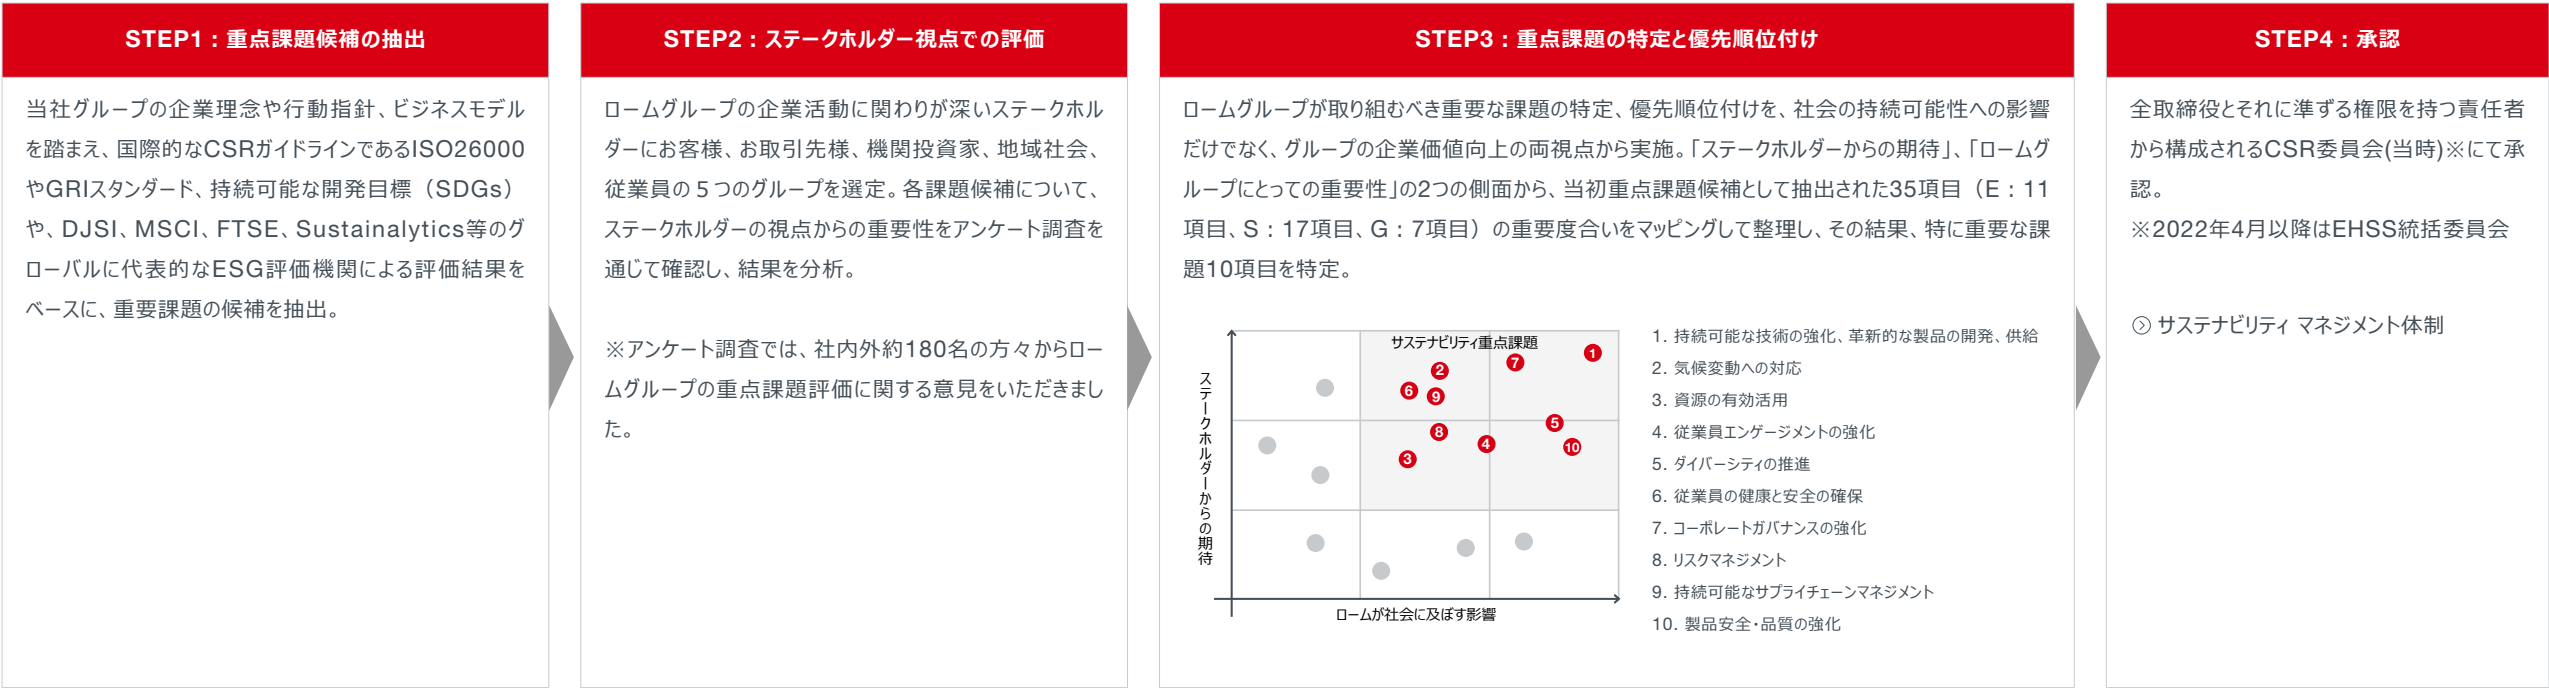 STEP1：重点課題候補の抽出
当社グループの企業理念や行動指針、ビジネスモデル
を踏まえ、国際的なCSRガイドラインであるISO26000
やGRIスタンダード、持続可能な開発目標（SDGs）
や、DJSI、MSCI、FTSE、Sustainalytics等のグ
ローバルに代表的なESG評価機関による評価結果を
ベースに、重要課題の候補を抽出。
STEP2：ステークホルダー視点での評価
ロームグループの企業活動に関わりが深いステークホル
ダーにお客様、お取引先様、機関投資家、地域社会、
従業員の５つのグループを選定。各課題候補について、
ステークホルダーの視点からの重要性をアンケート調査を
通じて確認し、結果を分析。
※アンケート調査では、社内外約180名の方々からロー
ムグループの重点課題評価に関する意見をいただきまし
た。
STEP3：重点課題の特定と優先順位付け
ロームグループが取り組むべき重要な課題の特定、優先順位付けを、社会の持続可能性への影響
だけでなく、グループの企業価値向上の両視点から実施。「ステークホルダーからの期待」、「ロームグ
ループにとっての重要性」の2つの側面から、当初重点課題候補として抽出された35項目（E：11
項目、S：17項目、G：7項目）の重要度合いをマッピングして整理し、その結果、特に重要な課
題10項目を特定。
ステークホルダーからの期待
サステナビリティ重点課題
1
7
2
6
9
5
8
4
10
3
ロームが社会に及ぼす影響
1. 持続可能な技術の強化、革新的な製品の開発、供給
2. 気候変動への対応
3. 資源の有効活用
4. 従業員エンゲージメントの強化
5. ダイバーシティの推進
6. 従業員の健康と安全の確保
7. コーポレートガバナンスの強化
8. リスクマネジメント
9. 持続可能なサプライチェーンマネジメント
10. 製品安全・品質の強化
STEP4：承認
全取締役とそれに準ずる権限を持つ責任者
から構成されるCSR委員会(当時)※にて承
認。
※2022年4月以降はEHSS統括委員会
サステナビリティ マネジメント体制